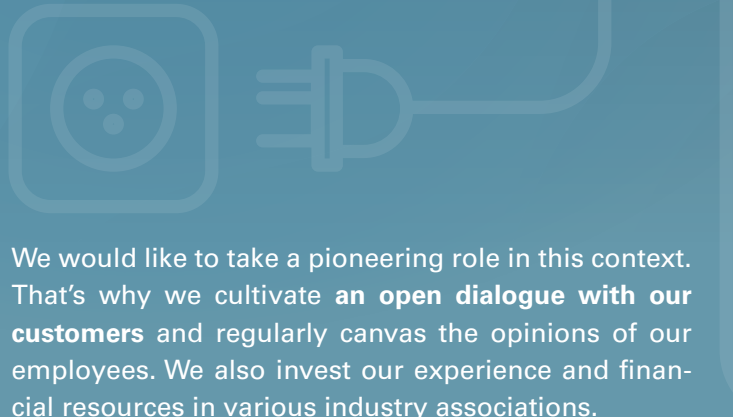 We would like to take a pioneering role in this context.
That's why we cultivate an open dialogue with our
customers and regularly canvas the opinions of our
employees. We also invest our experience and finan-
cial resources in various industry associations.